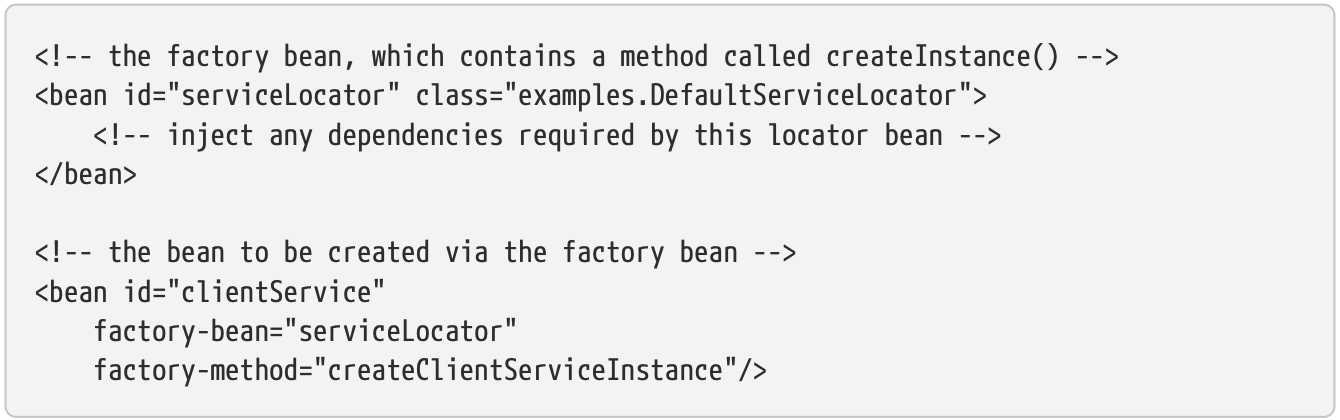 <!-- the factory bean, which contains a method called createInstance() -->
<bean id="serviceLocator" class="examples.DefaultServiceLocator">
    <!-- inject any dependencies required by this locator bean -->
</bean>

<!-- the bean to be created via the factory bean -->
<bean id="clientService"
    factory-bean="serviceLocator"
    factory-method="createClientServiceInstance"/>